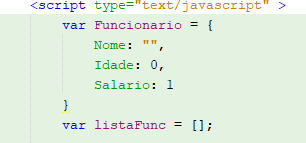 <script type="text/javascript" >
var Funcionario = {
Nome: "",
Idade: 0,
Salario: 1
}
var listaFunc = [];